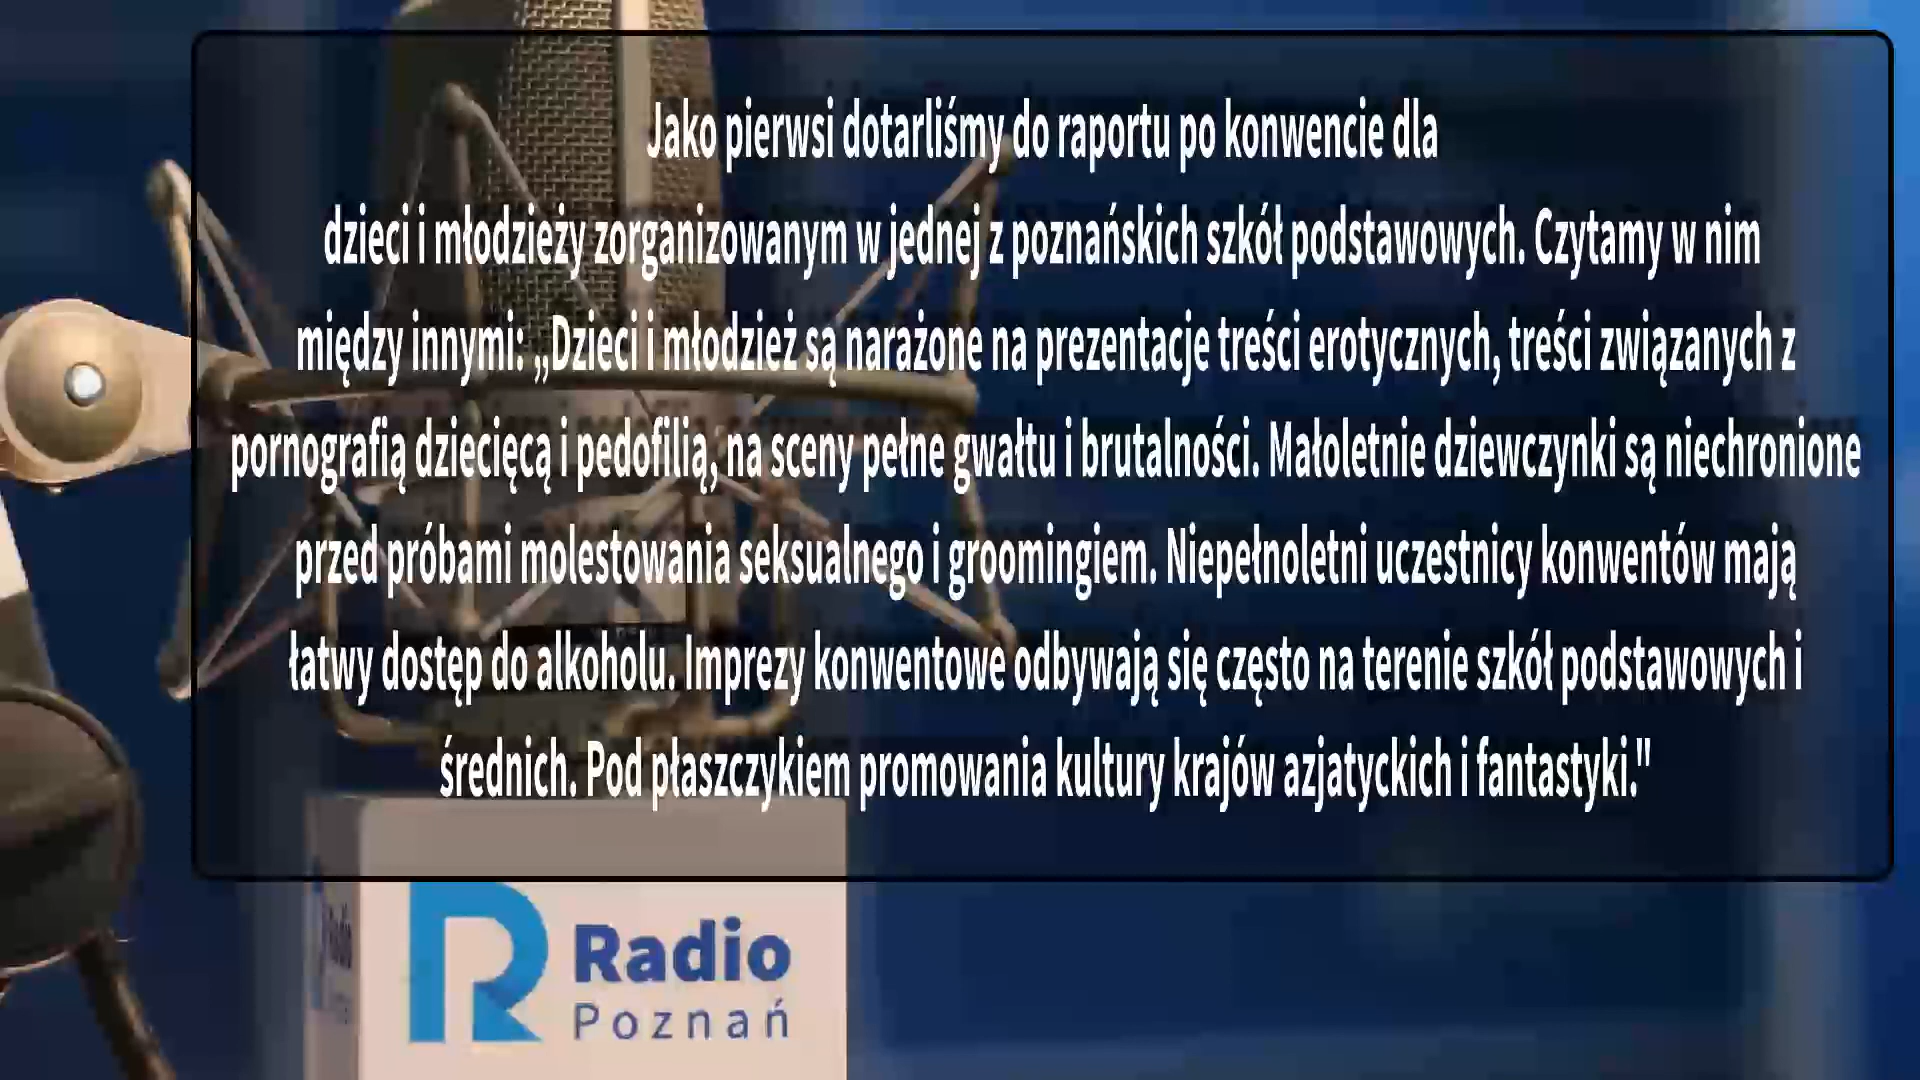 Jako pierwsi dotarliśmy do raportu po konwencie dla
dzieci i młodzieży zorganizowanym w jednej z poznańskich szkół podstawowych. Czytamy w nim
między innymi: „Dzieci i młodzież są narażone na prezentacje treści erotycznych, treści związanych z
pornografią dziecięcą i pedofilią, na sceny pełne gwałtu i brutalności. Małoletnie dziewczynki są niechronione
przed próbami molestowania seksualnego i groomingiem. Niepełnoletni uczestnicy konwentów mają
łatwy dostęp do alkoholu. Imprezy konwentowe odbywają się często na terenie szkół podstawowych i
średnich. Pod płaszczykiem promowania kultury krajów azjatyckich i fantastyki."
Radio
Poznań